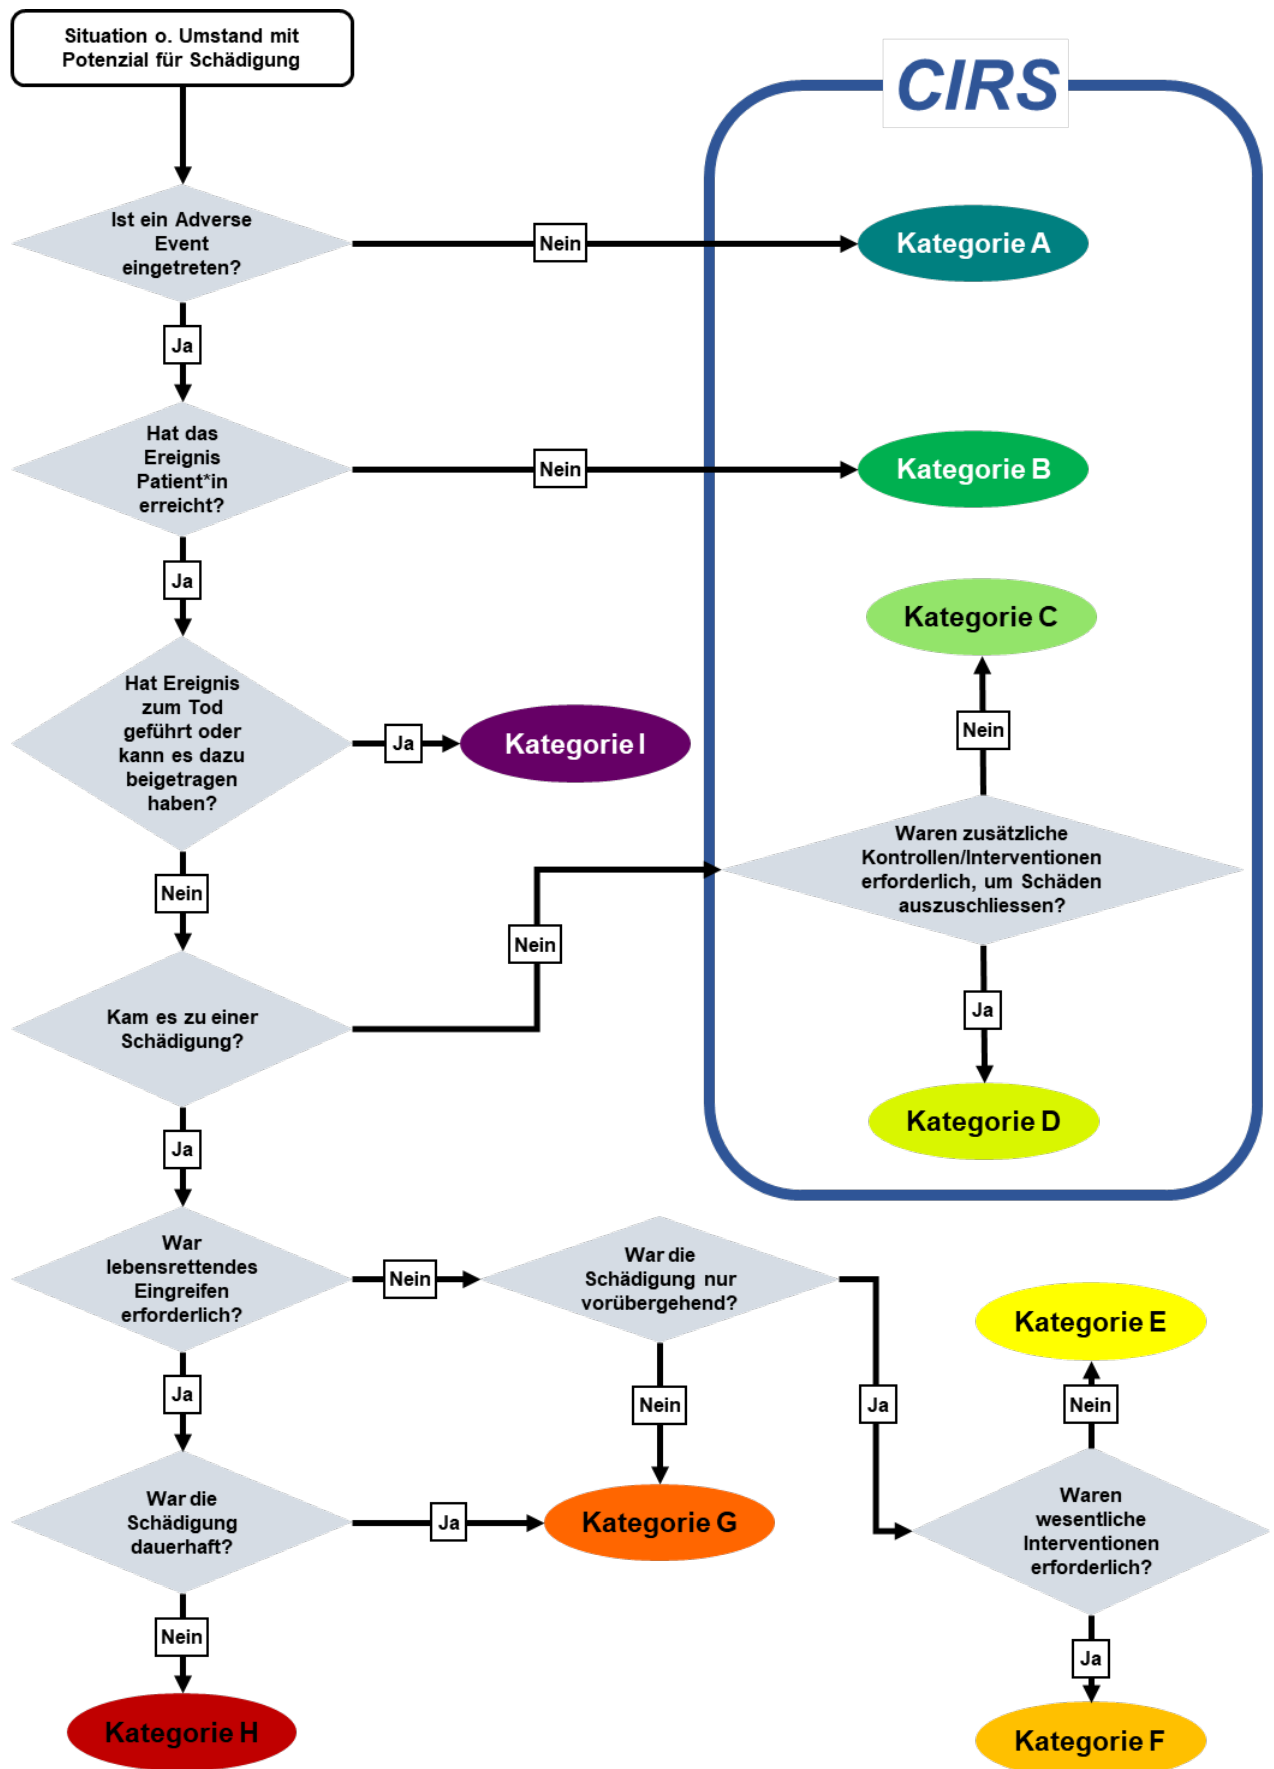 Situation o. Umstand mit
Potenzial für Schädigung
CIRS
Ist ein Adverse
Event
eingetreten?
Nein
Kategorie A
Ja
Hat das
Ereignis
Patient*in
erreicht?
Nein
Kategorie B
Ja
Kategorie C
Hat Ereignis
zum Tod
geführt oder
kann es dazu
beigetragen
haben?
Ja
Kategorie I
Nein
Waren zusätzliche
Kontrollen/Interventionen
erforderlich, um Schäden
auszuschliessen?
Nein
Nein
Kam es zu einer
Schädigung?
Ja
Kategorie D
Ja
War
lebensrettendes
Eingreifen
erforderlich?
Nein
War die
Schädigung nur
vorübergehend?
Kategorie E
Ja
Nein
Ja
Nein
War die
Schädigung
dauerhaft?
Ja
Kategorie G
Waren
wesentliche
Interventionen
erforderlich?
Nein
Ja
Kategorie H
Kategorie F